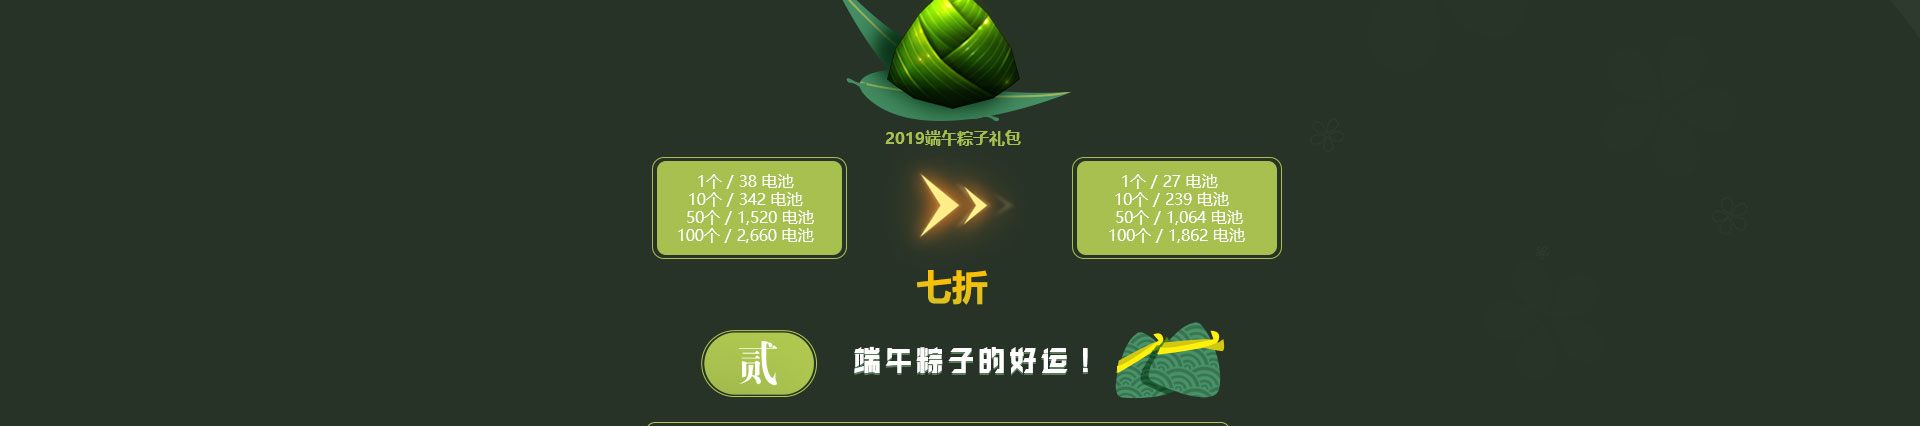 2019端午粽子礼包
1个 / 38 电池
10个 / 342 电池
50个 / 1,520 电池
100个 / 2,660 电池
1个 / 27 电池
10个 / 239 电池
50个 / 1,064 电池
100个 / 1,862 电池
七折
贰
端午粽子的好运！